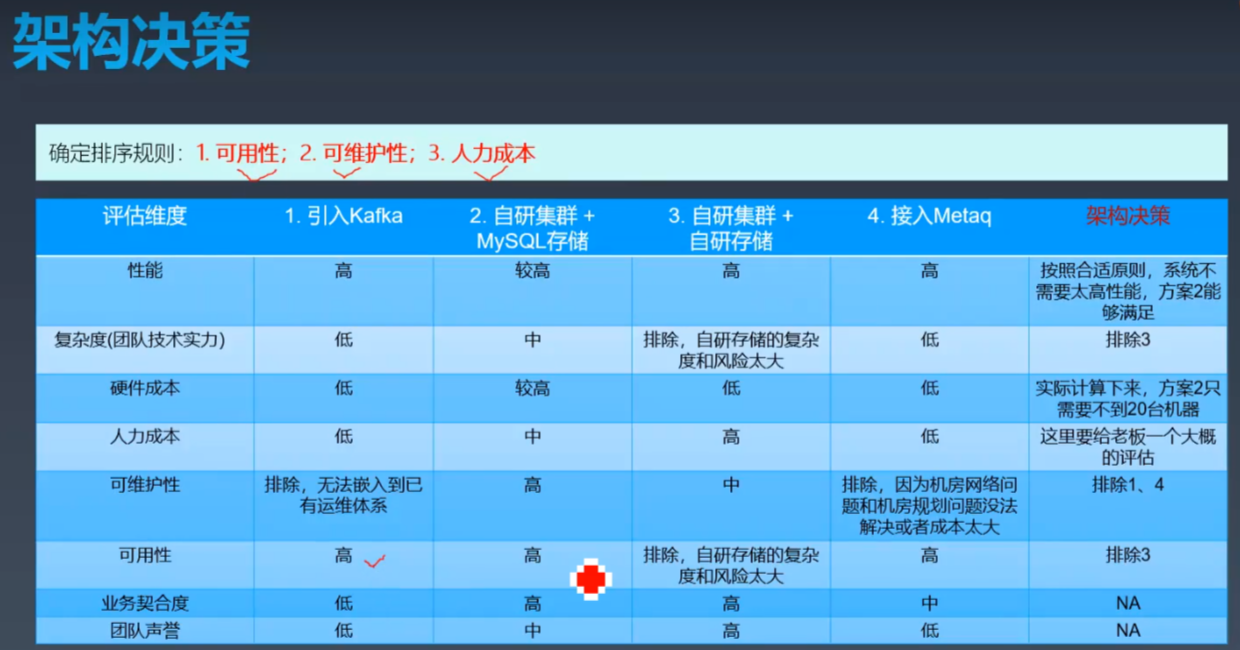 架构决策
确定排序规则：1. 可用性；2. 可维护性；3. 人力成本
评估维度 1. 引入Kafka 2. 自研集群 + 3. 自研集群 + 4. 接入Metaq 架构决策
MySQL存储 自研存储
性能 高 较高 高 高 按照合适原则，系统不
需要太高性能，方案2能
够满足
复杂度(团队技术实力) 低 中 排除，自研存储的复杂 低 排除3
度和风险太大
硬件成本 低 较高 低 低 实际计算下来，方案2只
需要不到20台机器
人力成本 低 中 高 低 这里要给老板一个大概
的评估
可维护性 排除，无法嵌入到已 高 中 排除，因为机房网络问 排除1、4
有运维体系 题和机房规划问题没法
解决或者成本太大
可用性 高 高 排除，自研存储的复杂 高 排除3
度和风险太大
业务契合度 低 高 高 中 NA
团队声誉 低 中 高 低 NA